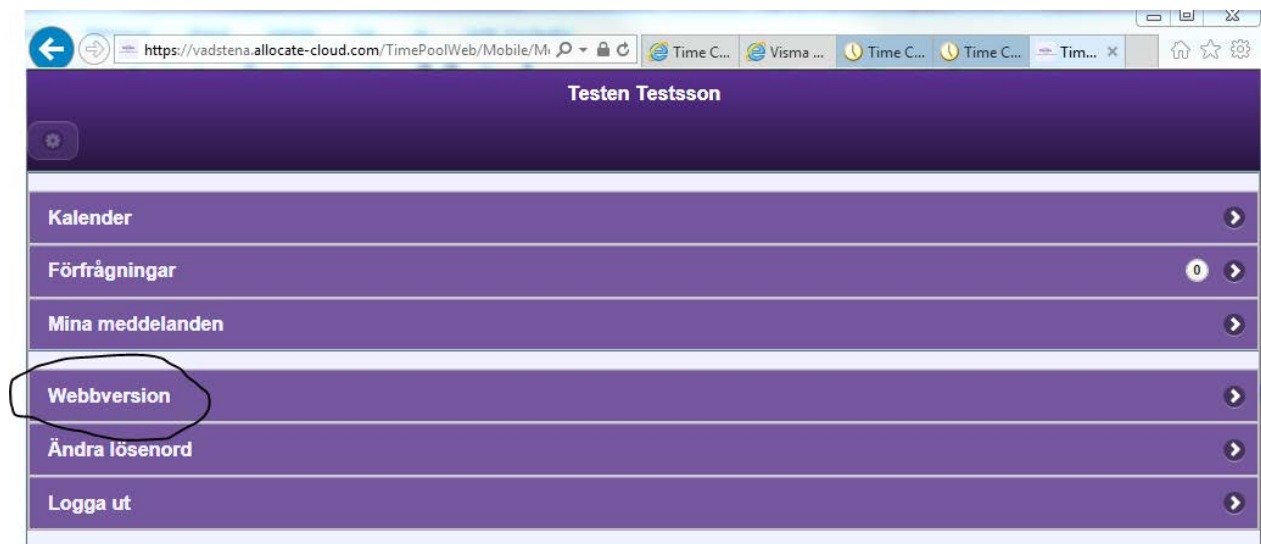 https://vadstena.allocate-cloud.com/TimePoolWeb/Mobile/M Time C... Visma ... Time C... Time C... Tim...
Testen Testsson
Kalender
Förfrågningar 0
Mina meddelanden
Webbversion
Ändra lösenord
Logga ut